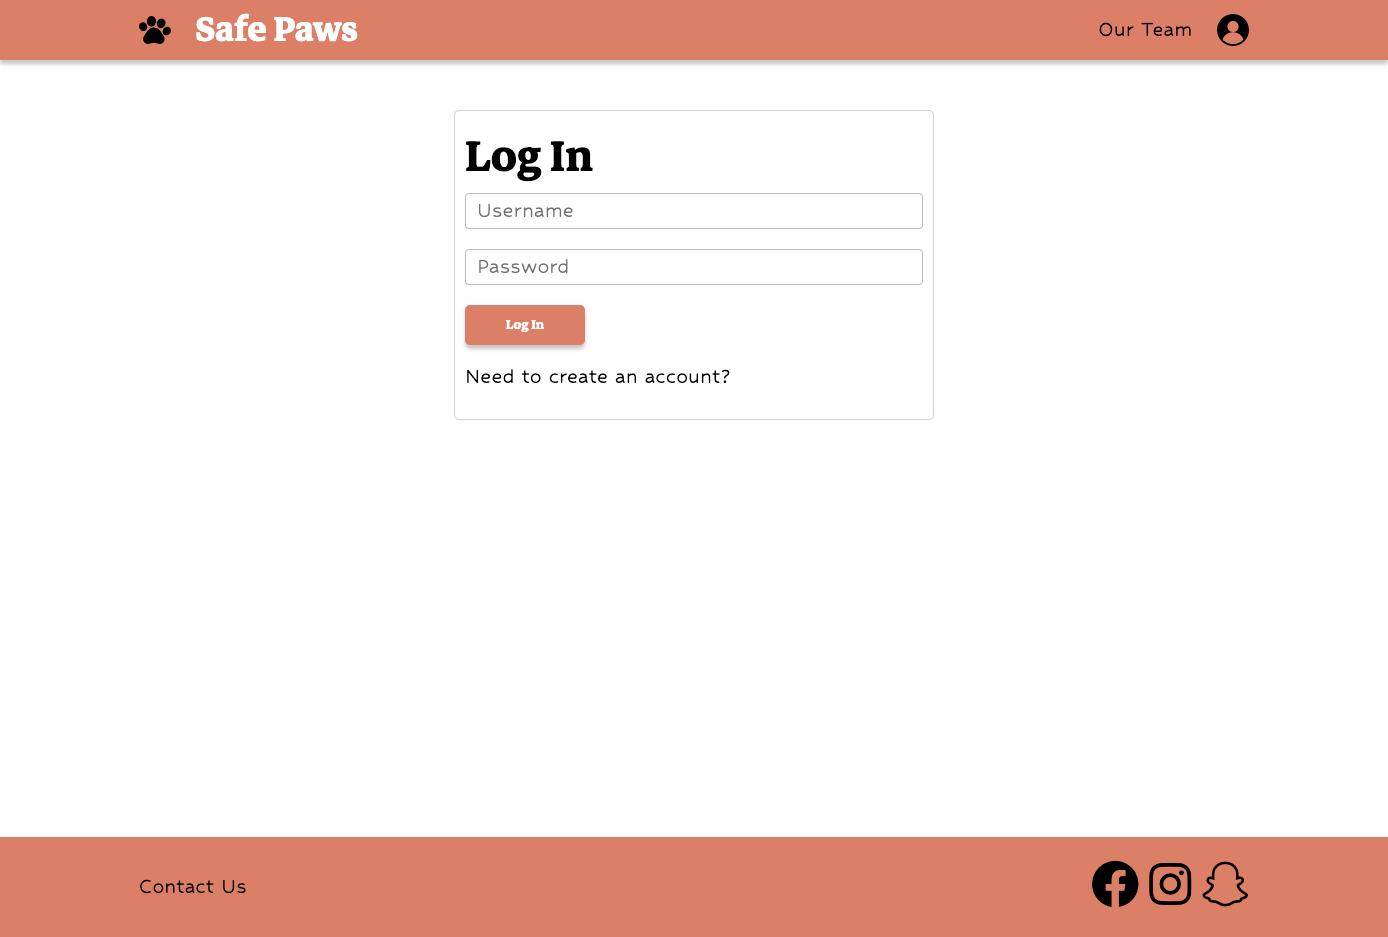 Safe Paws
Our Team
Log In
Username
Password
Log In
Need to create an account?
Contact Us